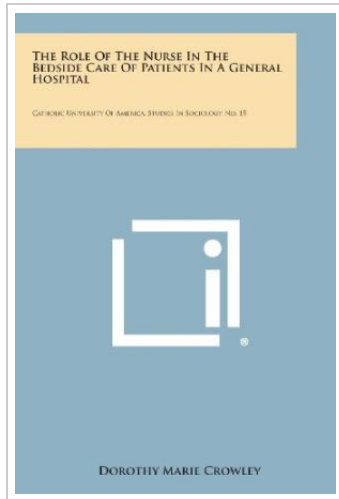 THE ROLE OF THE NURSE IN THE
BEDSIDE CARE OF PATIENTS IN A GENERAL
HOSPITAL
CATHOLIC UNIVERSITY OF AMERICA, STUDIES IN SOCIOLOGY, NO. 15
i
®
DOROTHY MARIE CROWLEY